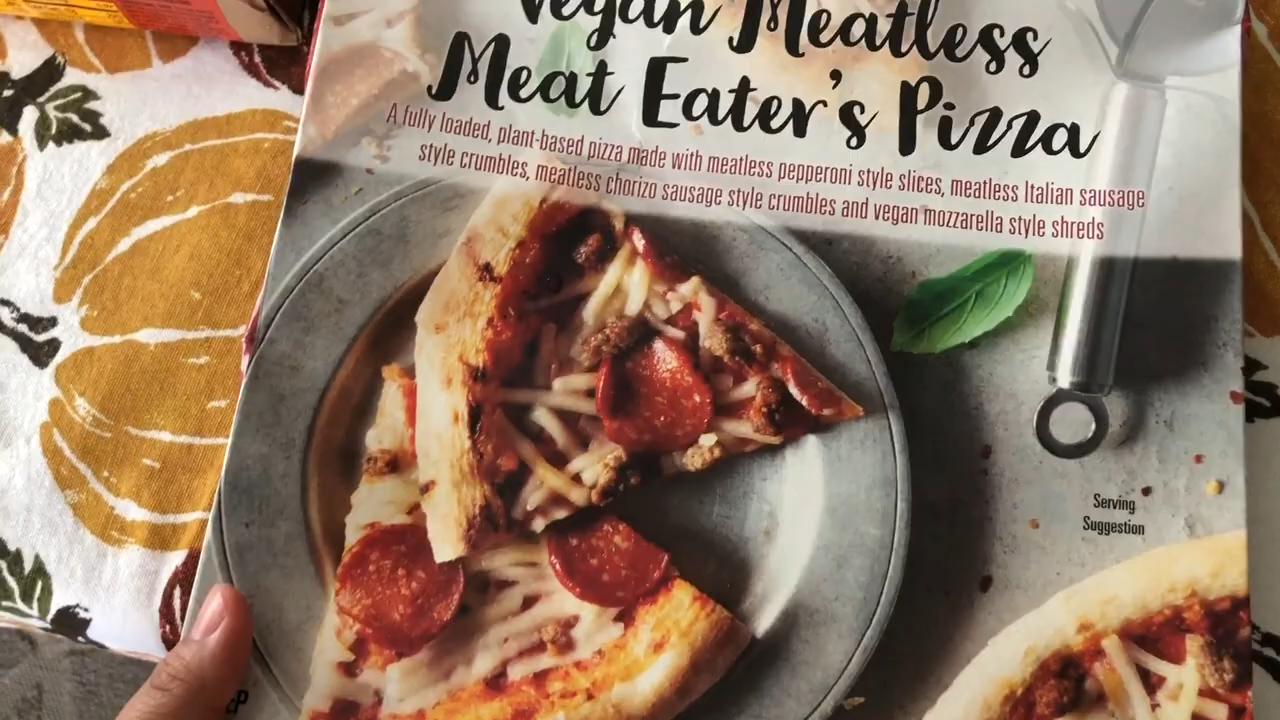 Vegan Meatless
Meat Eater's Pizza
A fully loaded, plant-based pizza made with meatless pepperoni style slices, meatless Italian sausage
style crumbles, meatless chorizo sausage style crumbles and vegan mozzarella style shreds
Serving
Suggestion